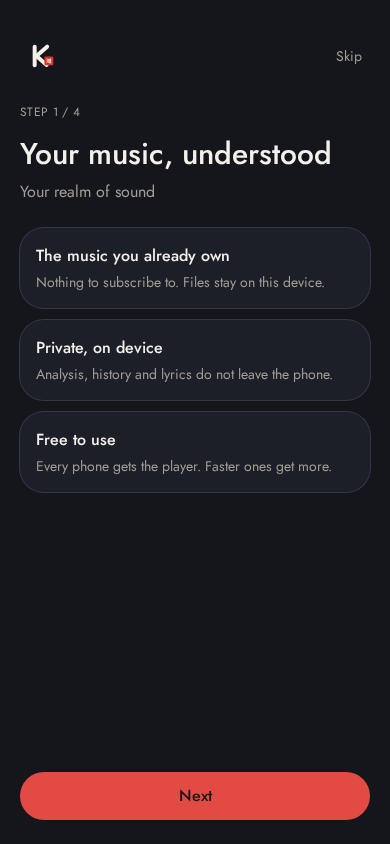 K
Skip
STEP 1 / 4
Your music, understood
Your realm of sound
The music you already own
Nothing to subscribe to. Files stay on this device.
Private, on device
Analysis, history and lyrics do not leave the phone.
Free to use
Every phone gets the player. Faster ones get more.
Next